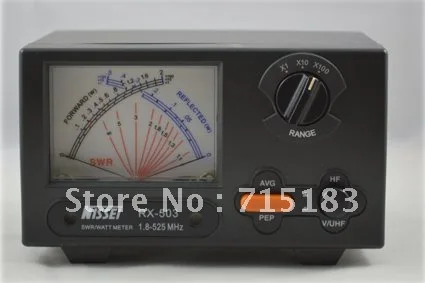 X1 X10 X100
RANGE
FORWARD (W)
REFLECTED (W)
SWR
NISSEI RX-503
SWR/WATT METER 1.8-525 MHz
AVG
PEP
HF
V/UHF
Store No: 715183